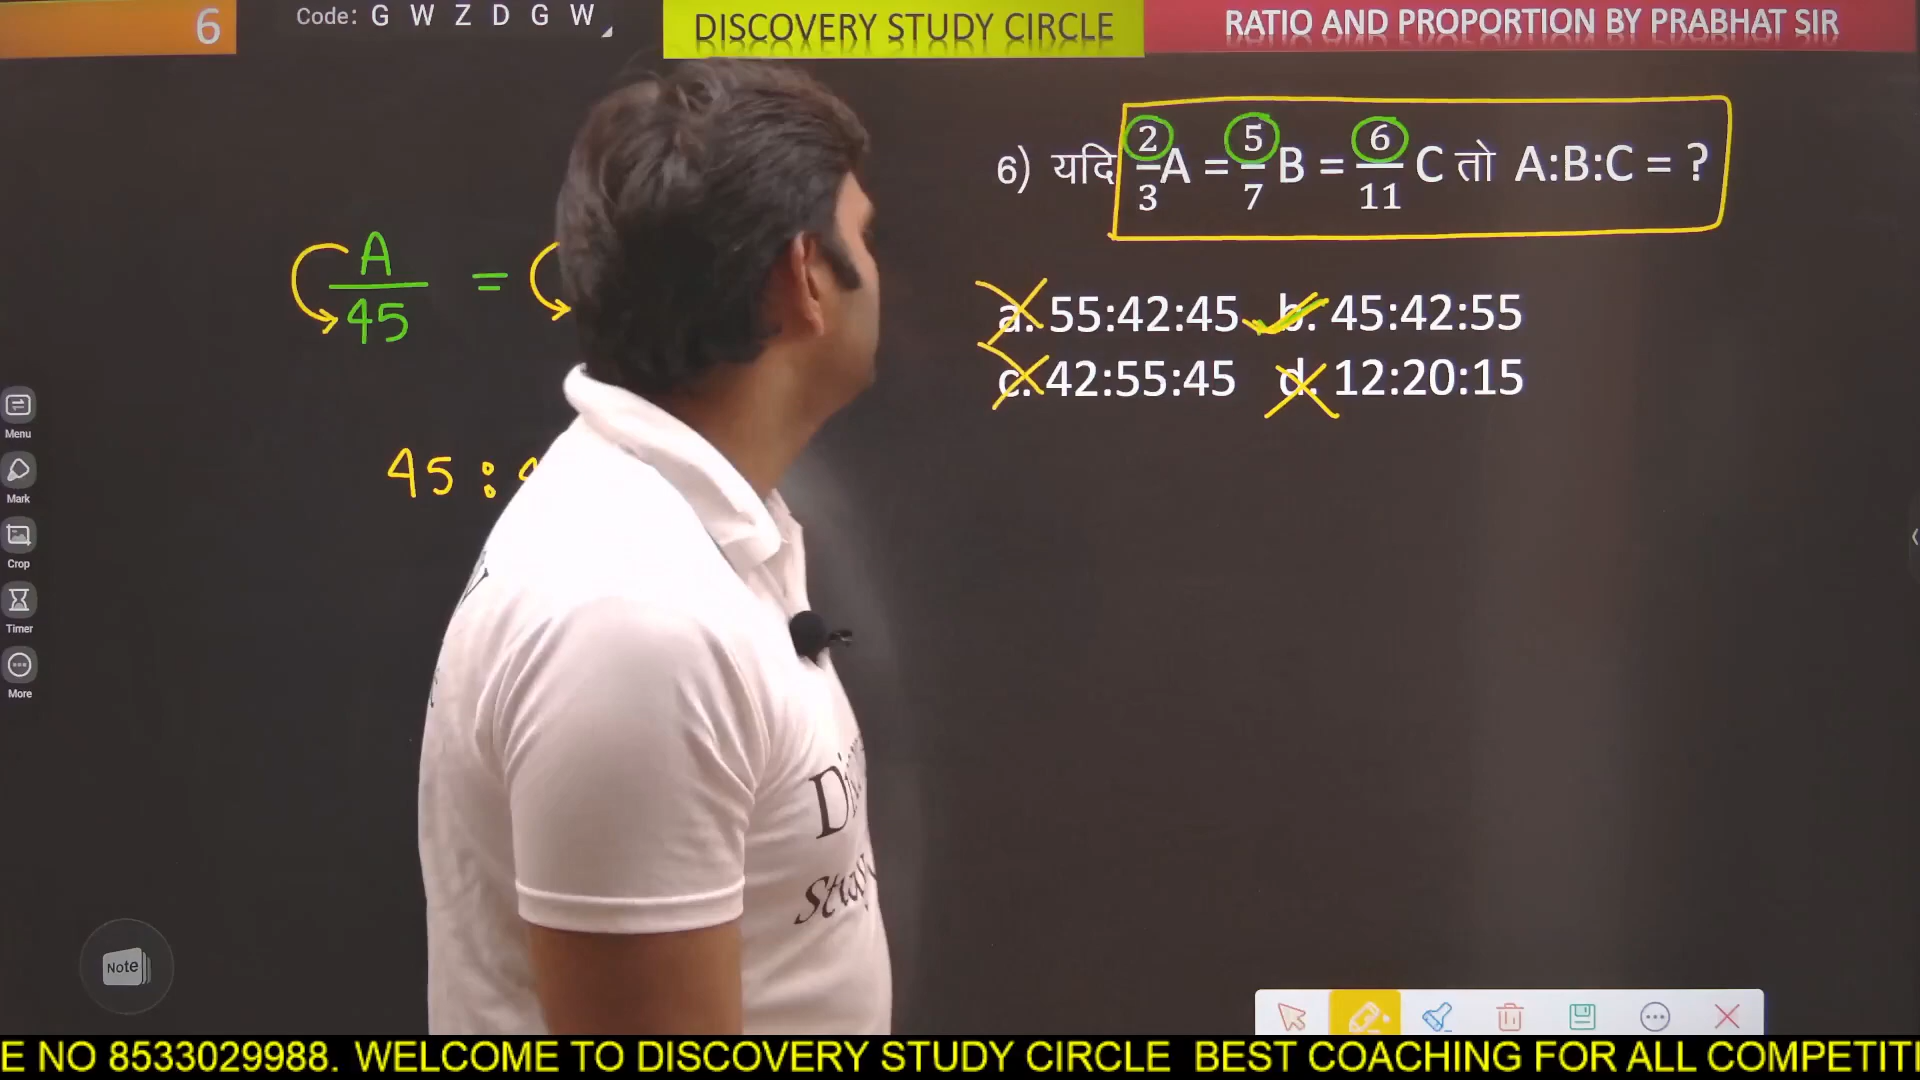 6
Code: G W Z D G W
DISCOVERY STUDY CIRCLE
RATIO AND PROPORTION BY PRABHAT SIR
6) यदि 2/3 A = 5/7 B = 6/11 C तो A:B:C = ?
a. 55:42:45 b. 45:42:55
c. 42:55:45 d. 12:20:15
A/45 =
45 :
Menu
Mark
Crop
Timer
More
Note
E NO 8533029988. WELCOME TO DISCOVERY STUDY CIRCLE BEST COACHING FOR ALL COMPETITI